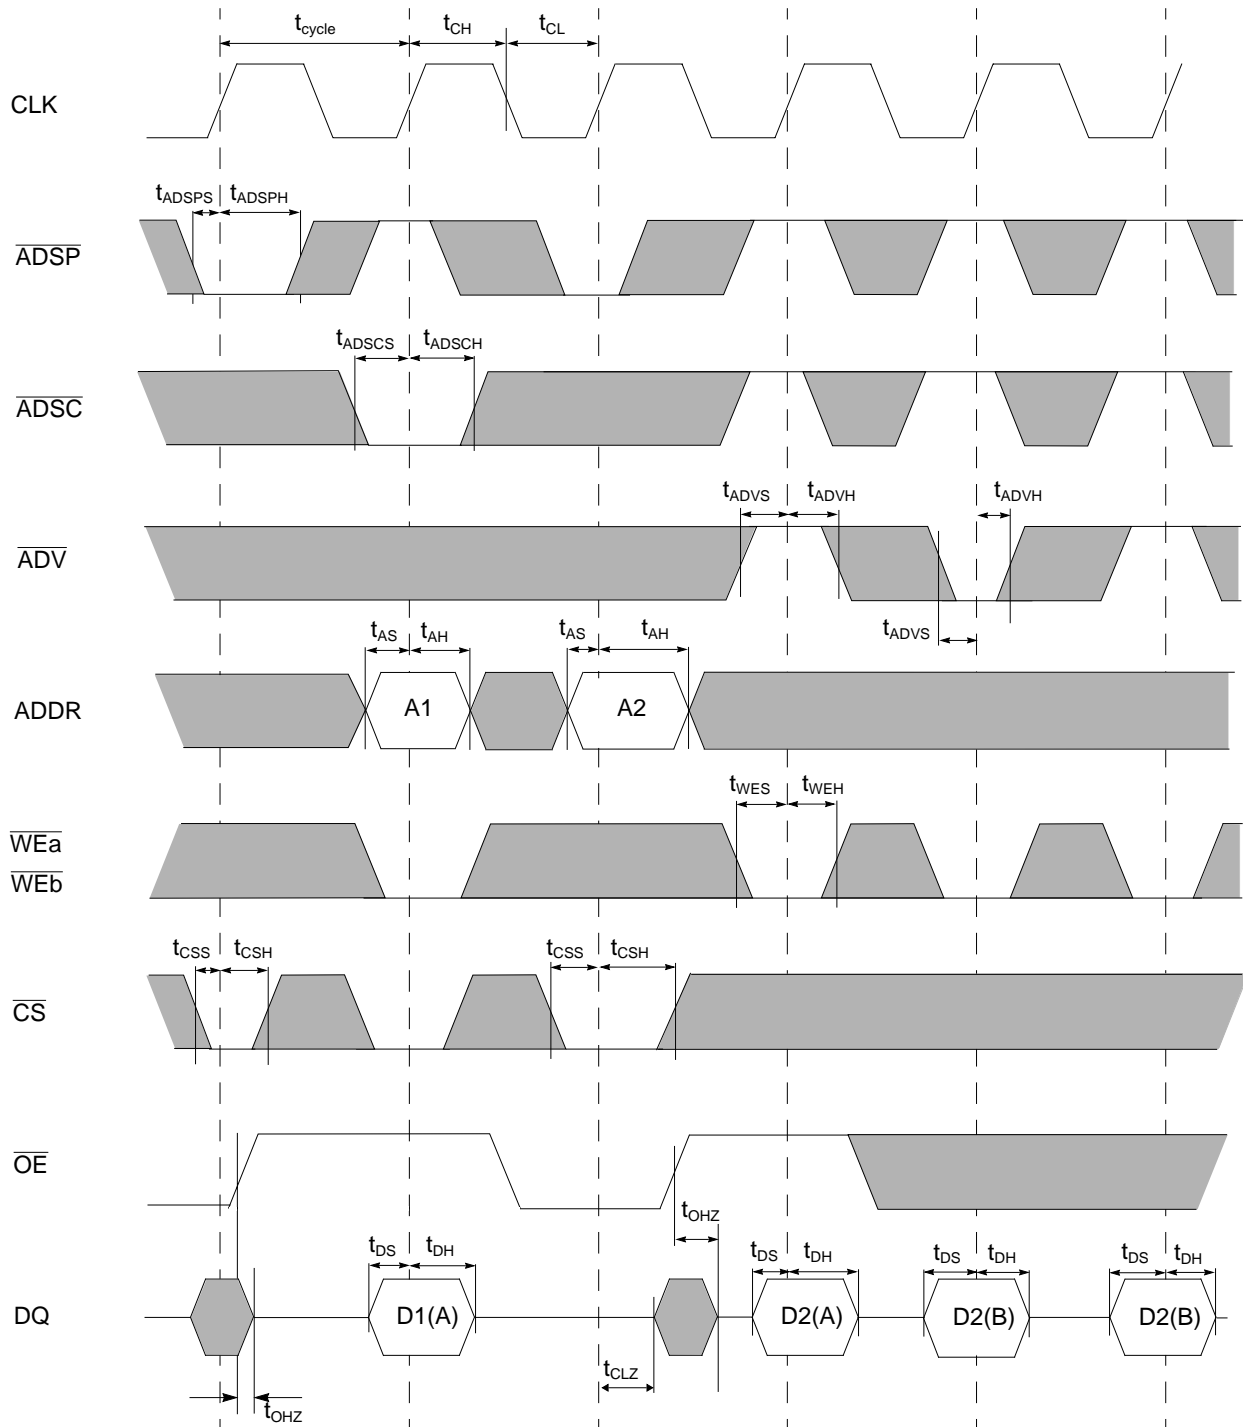 tcycle tCH tCL
CLK
tADSPS tADSPH
ADSP
tADSCS tADSCH
ADSC
tADVS tADVH tADVH
ADV
tADVS
tAS tAH tAS tAH
ADDR A1 A2
tWES tWEH
WEa
WEb
tCSS tCSH tCSS tCSH
CS
OE
tOHZ
tDS tDH tDS tDH tDS tDH tDS tDH
DQ D1(A) D2(A) D2(B) D2(B)
tCLZ
tOHZ